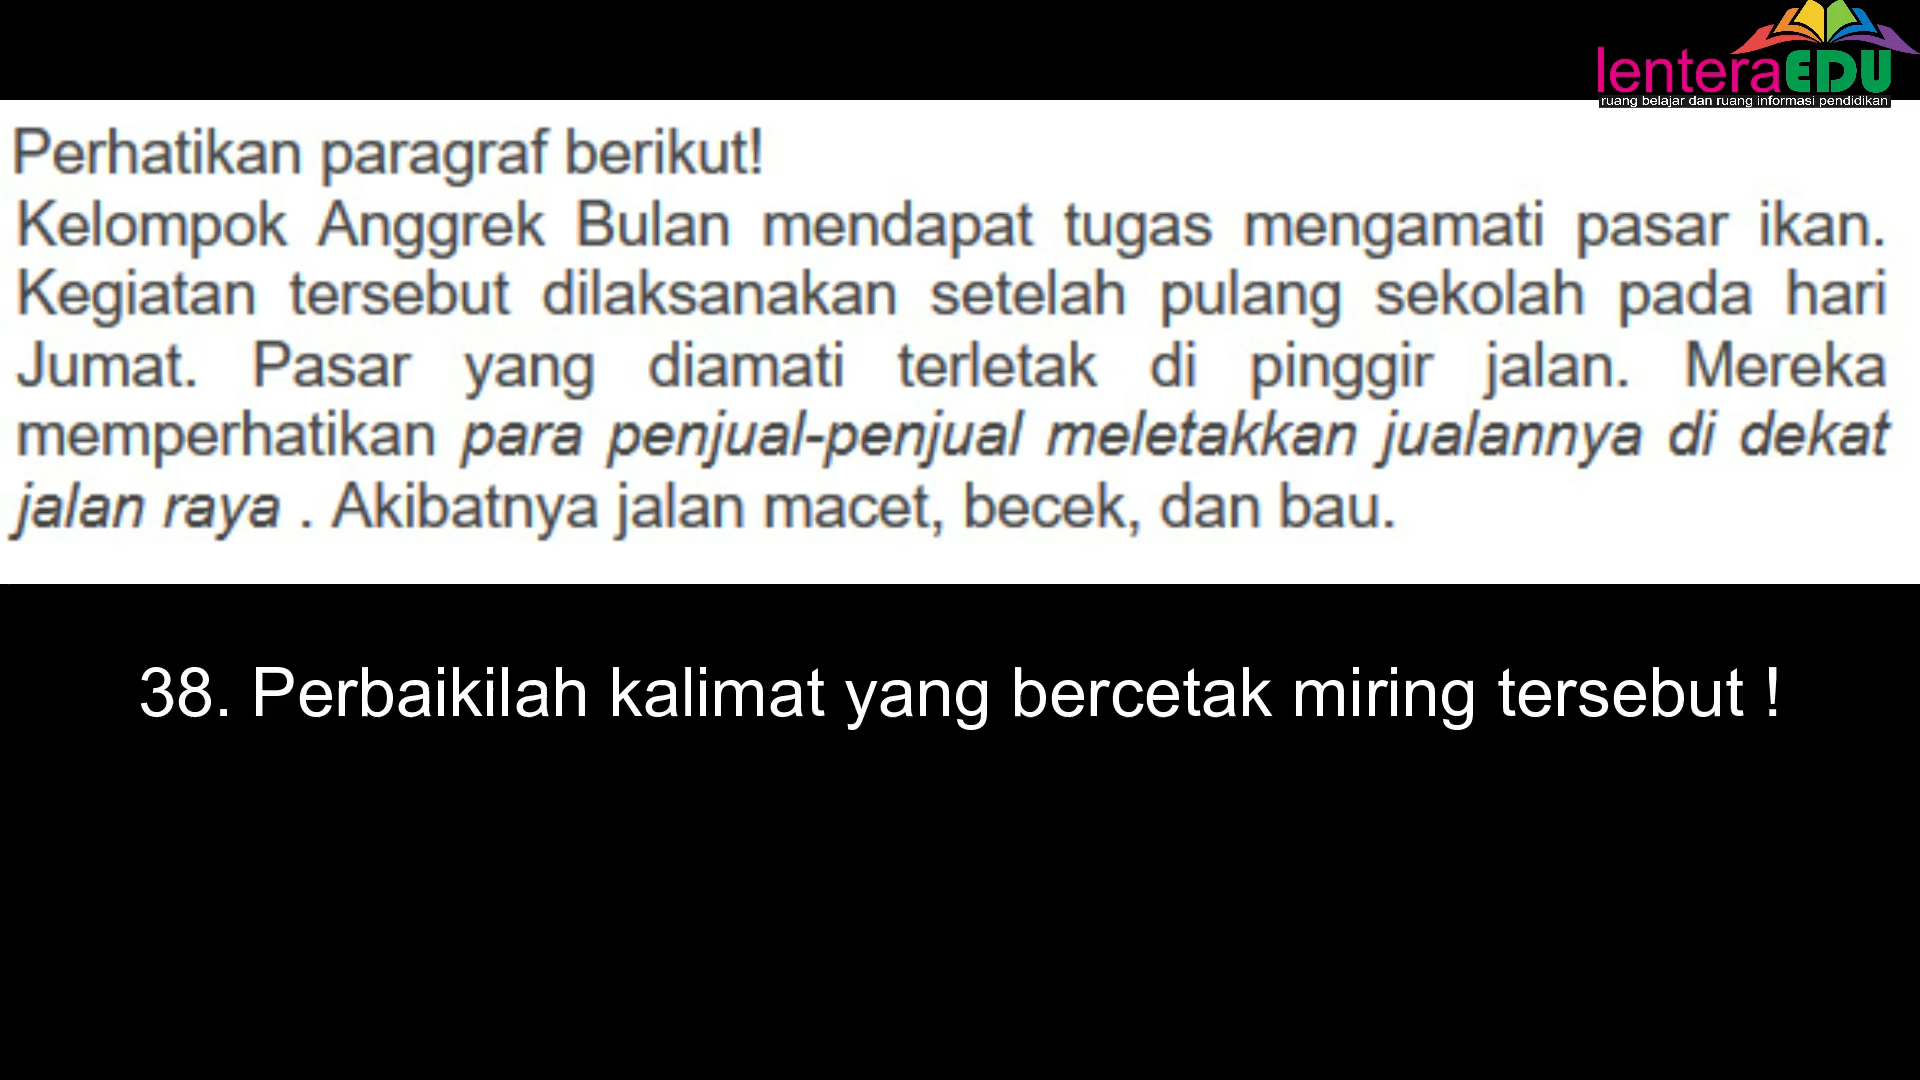 lenteraEDU
ruang belajar dan ruang informasi pendidikan
Perhatikan paragraf berikut!
Kelompok Anggrek Bulan mendapat tugas mengamati pasar ikan.
Kegiatan tersebut dilaksanakan setelah pulang sekolah pada hari
Jumat. Pasar yang diamati terletak di pinggir jalan. Mereka
memperhatikan para penjual-penjual meletakkan jualannya di dekat
jalan raya . Akibatnya jalan macet, becek, dan bau.
38. Perbaikilah kalimat yang bercetak miring tersebut !